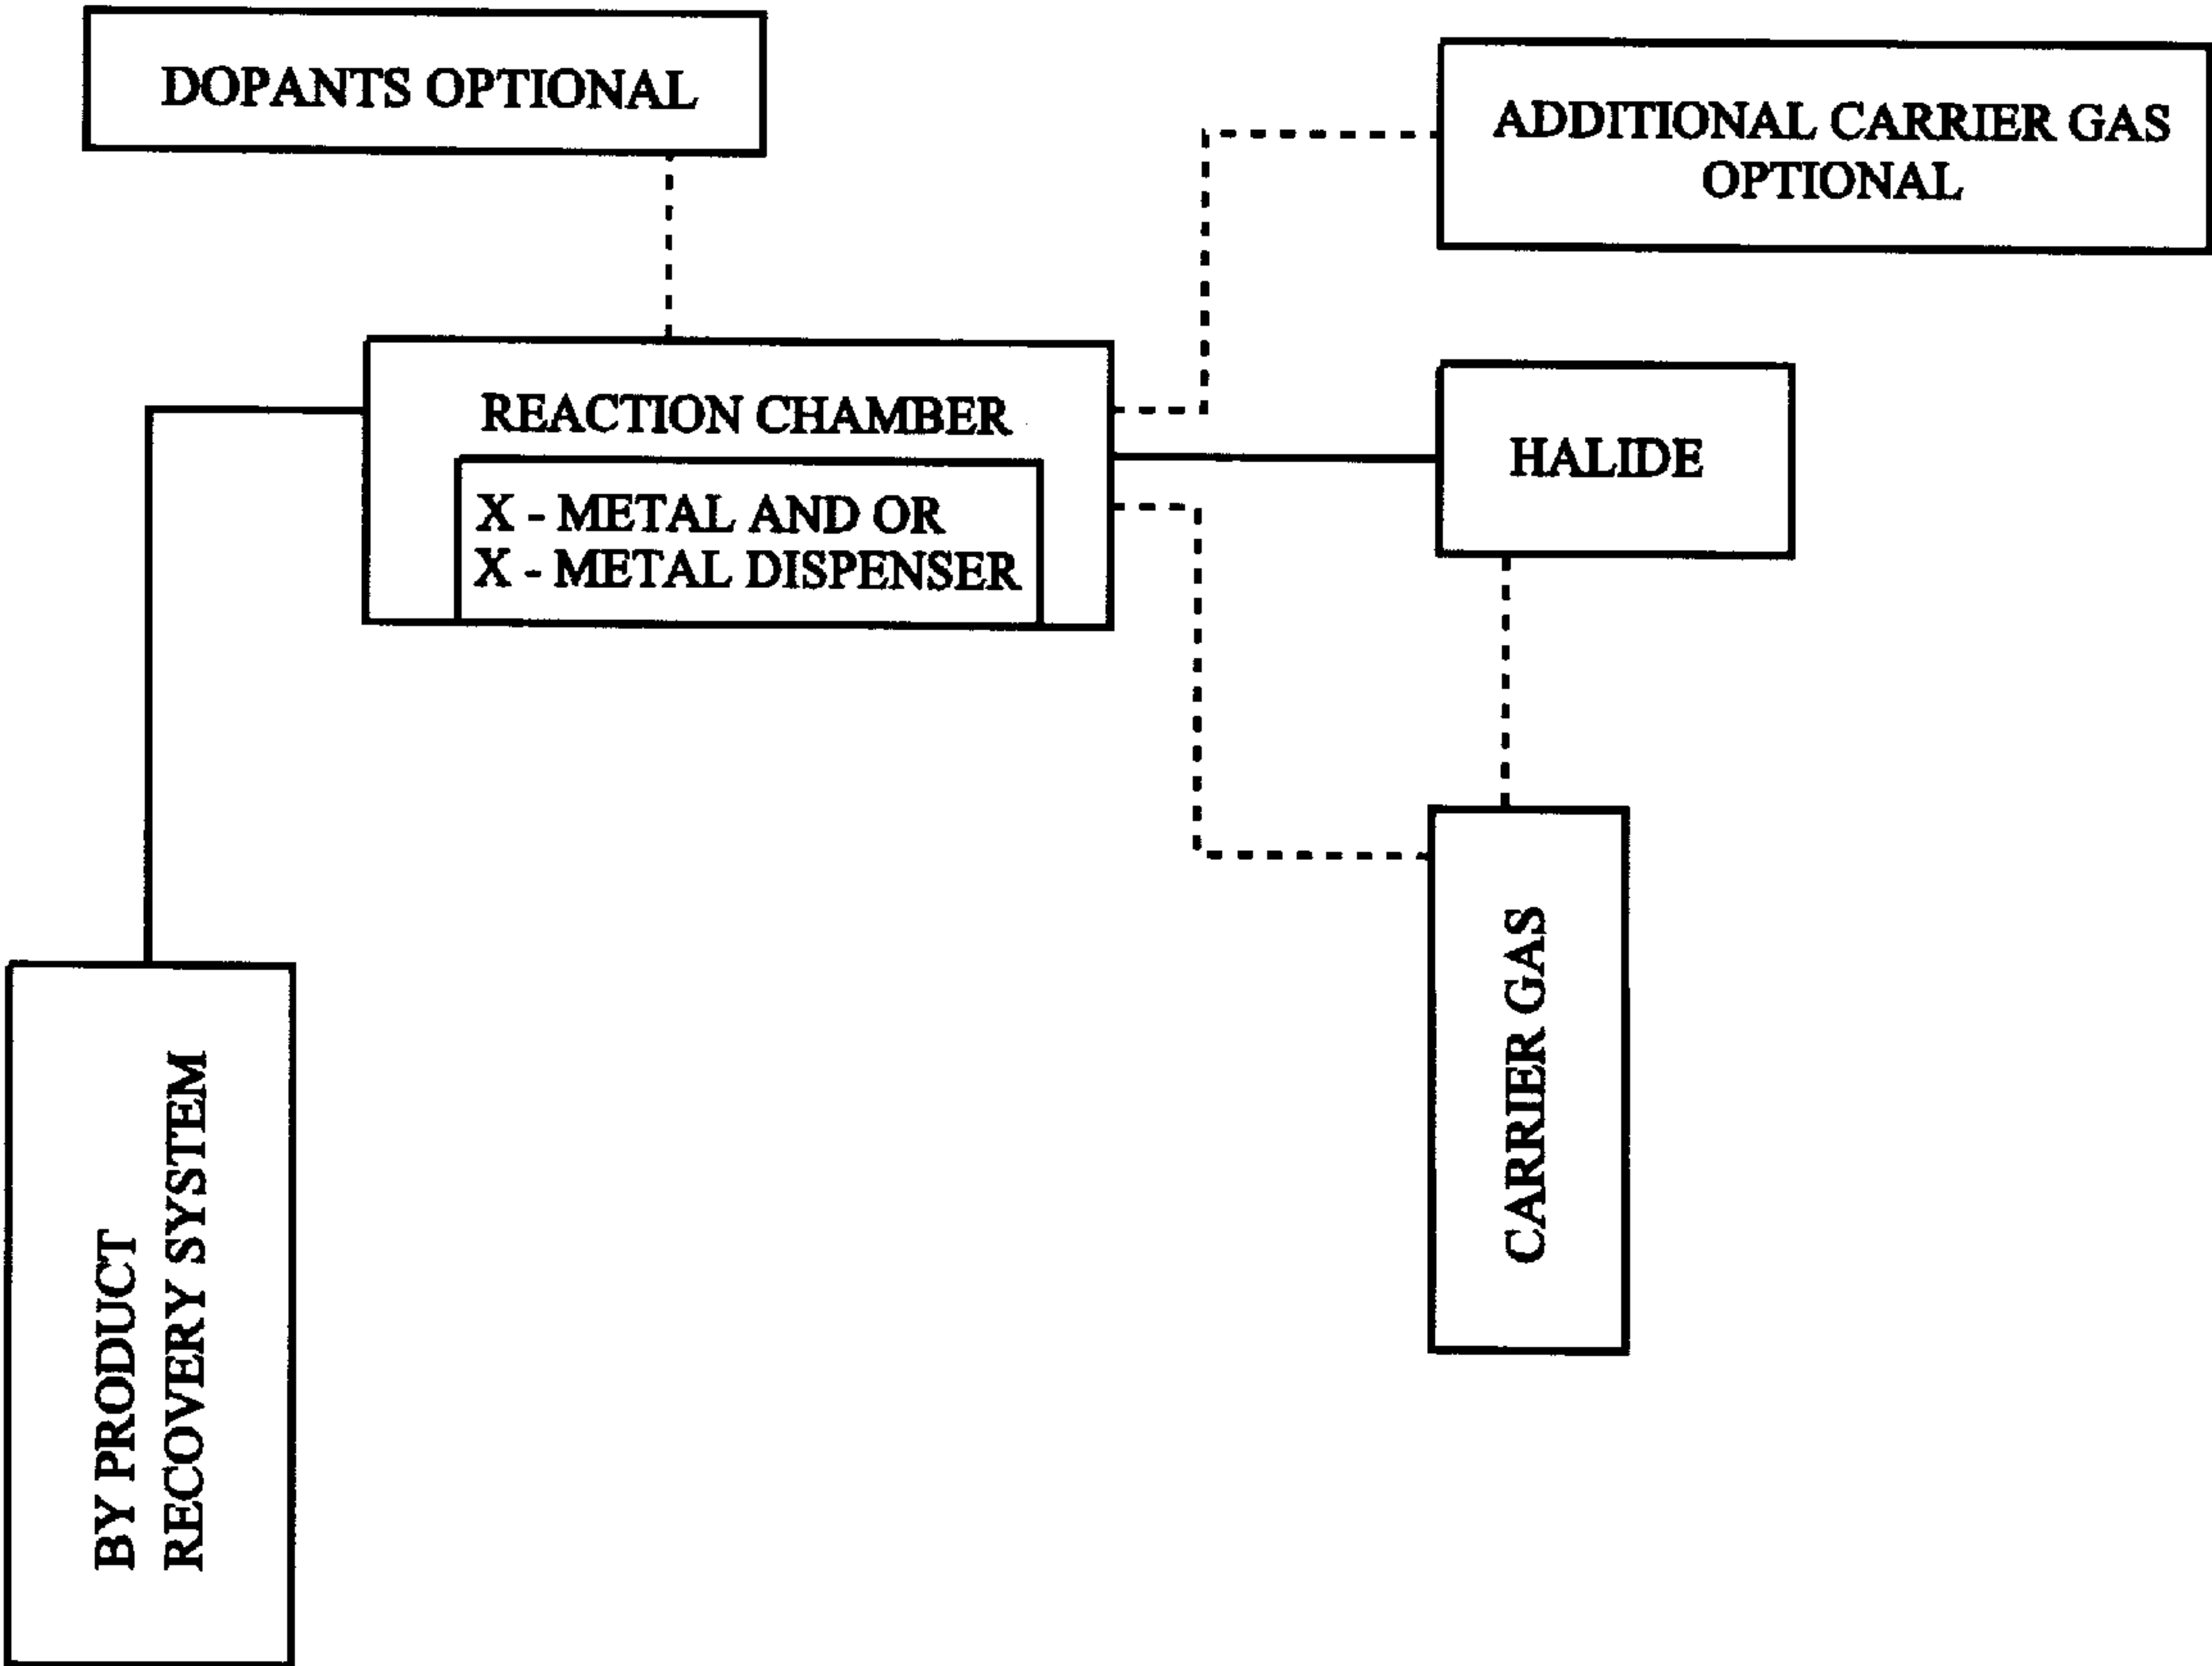 DOPANTS OPTIONAL
ADDITIONAL CARRIER GAS
OPTIONAL
REACTION CHAMBER
X - METAL AND OR
X - METAL DISPENSER
HALIDE
CARRIER GAS
BY PRODUCT
RECOVERY SYSTEM